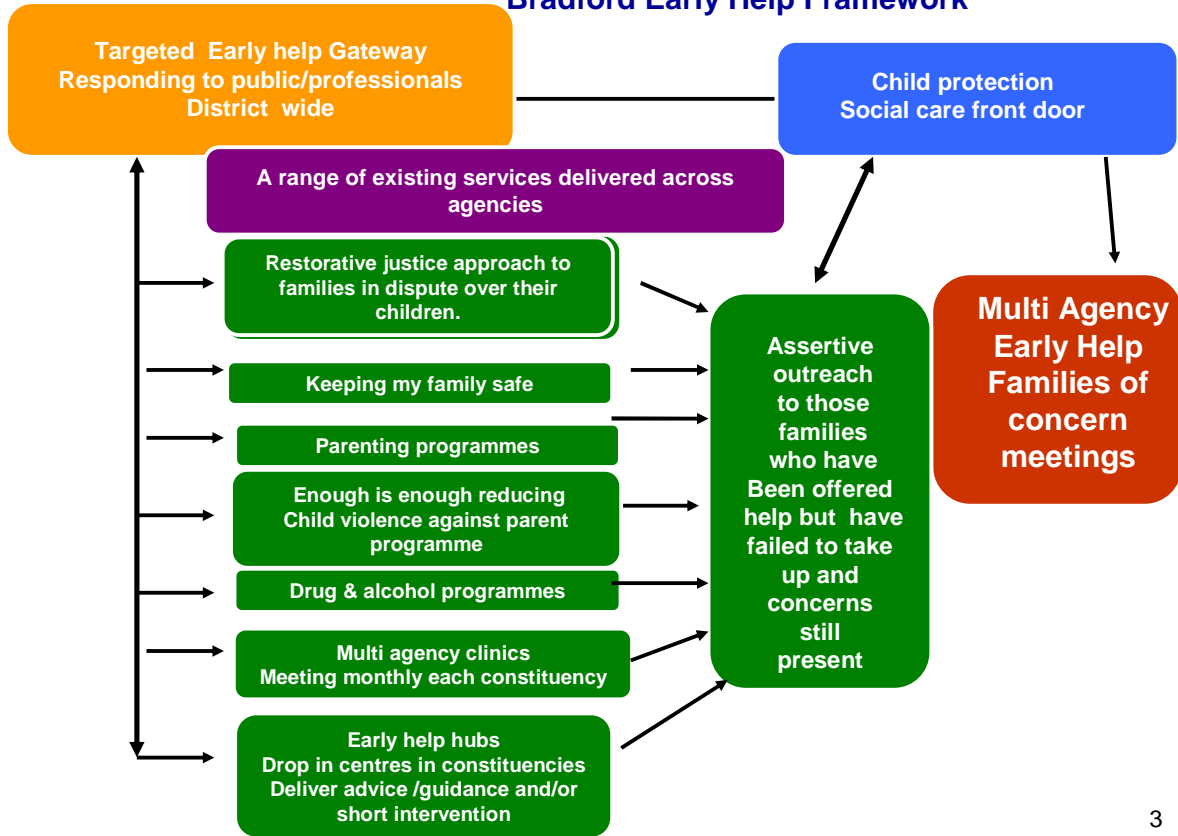 Bradford Early Help Framework
Targeted Early help Gateway
Responding to public/professionals
District wide
Child protection
Social care front door
A range of existing services delivered across
agencies
Restorative justice approach to
families in dispute over their
children.
Keeping my family safe
Parenting programmes
Enough is enough reducing
Child violence against parent
programme
Drug & alcohol programmes
Multi agency clinics
Meeting monthly each constituency
Early help hubs
Drop in centres in constituencies
Deliver advice /guidance and/or
short intervention
Assertive
outreach
to those
families
who have
Been offered
help but have
failed to take
up and
concerns
still
present
Multi Agency
Early Help
Families of
concern
meetings
3